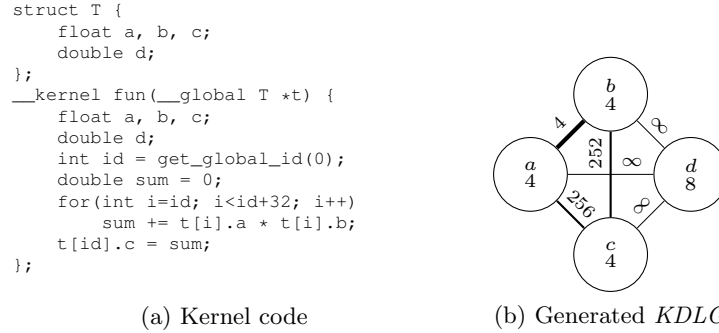 struct T {
    float a, b, c;
    double d;
};
__kernel fun(__global T *t) {
    float a, b, c;
    double d;
    int id = get_global_id(0);
    double sum = 0;
    for(int i=id; i<id+32; i++)
        sum += t[i].a * t[i].b;
    t[id].c = sum;
};
(a) Kernel code
b
4
4
252
∞
a
4
∞
d
8
256
∞
c
4
(b) Generated KDLG